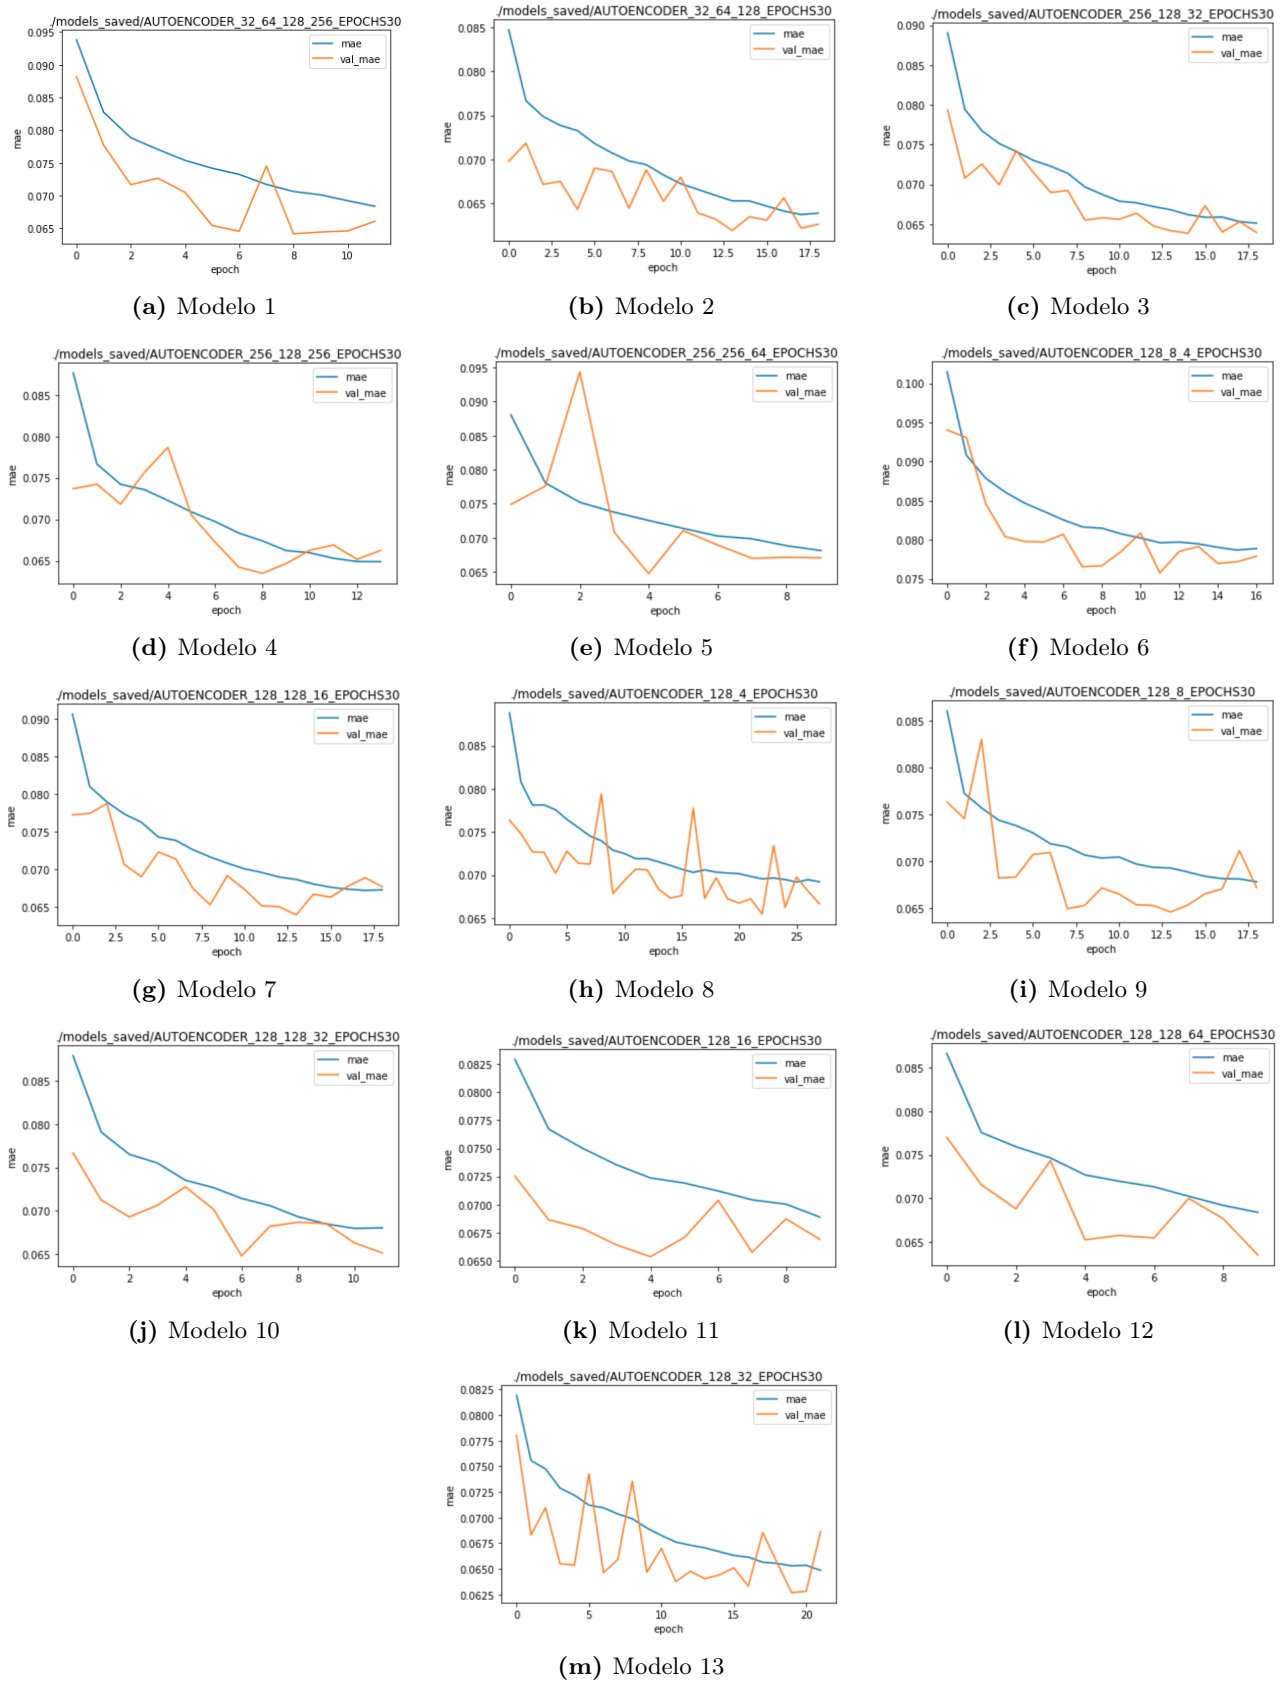 ./models_saved/AUTOENCODER_32_64_128_256_EPOCHS30
0.095
0.090
0.085
0.080
0.075
0.070
0.065
mae
mae
val_mae
0 2 4 6 8 10
epoch
(a) Modelo 1
./models_saved/AUTOENCODER_32_64_128_EPOCHS30
0.085
0.080
0.075
0.070
0.065
mae
mae
val_mae
0.0 2.5 5.0 7.5 10.0 12.5 15.0 17.5
epoch
(b) Modelo 2
./models_saved/AUTOENCODER_256_128_32_EPOCHS30
0.090
0.085
0.080
0.075
0.070
0.065
mae
mae
val_mae
0.0 2.5 5.0 7.5 10.0 12.5 15.0 17.5
epoch
(c) Modelo 3
./models_saved/AUTOENCODER_256_128_256_EPOCHS30
0.085
0.080
0.075
0.070
0.065
mae
mae
val_mae
0 2 4 6 8 10 12
epoch
(d) Modelo 4
./models_saved/AUTOENCODER_256_256_64_EPOCHS30
0.095
0.090
0.085
0.080
0.075
0.070
0.065
mae
mae
val_mae
0 2 4 6 8
epoch
(e) Modelo 5
./models_saved/AUTOENCODER_128_8_4_EPOCHS30
0.100
0.095
0.090
0.085
0.080
0.075
mae
mae
val_mae
0 2 4 6 8 10 12 14 16
epoch
(f) Modelo 6
./models_saved/AUTOENCODER_128_128_16_EPOCHS30
0.090
0.085
0.080
0.075
0.070
0.065
mae
mae
val_mae
0.0 2.5 5.0 7.5 10.0 12.5 15.0 17.5
epoch
(g) Modelo 7
./models_saved/AUTOENCODER_128_4_EPOCHS30
0.085
0.080
0.075
0.070
0.065
mae
mae
val_mae
0 5 10 15 20 25
epoch
(h) Modelo 8
./models_saved/AUTOENCODER_128_8_EPOCHS30
0.085
0.080
0.075
0.070
0.065
mae
mae
val_mae
0.0 2.5 5.0 7.5 10.0 12.5 15.0 17.5
epoch
(i) Modelo 9
./models_saved/AUTOENCODER_128_128_32_EPOCHS30
0.085
0.080
0.075
0.070
0.065
mae
mae
val_mae
0 2 4 6 8 10
epoch
(j) Modelo 10
./models_saved/AUTOENCODER_128_16_EPOCHS30
0.0825
0.0800
0.0775
0.0750
0.0725
0.0700
0.0675
0.0650
mae
mae
val_mae
0 2 4 6 8
epoch
(k) Modelo 11
./models_saved/AUTOENCODER_128_128_64_EPOCHS30
0.085
0.080
0.075
0.070
0.065
mae
mae
val_mae
0 2 4 6 8
epoch
(l) Modelo 12
./models_saved/AUTOENCODER_128_32_EPOCHS30
0.0825
0.0800
0.0775
0.0750
0.0725
0.0700
0.0675
0.0650
0.0625
mae
mae
val_mae
0 5 10 15 20
epoch
(m) Modelo 13